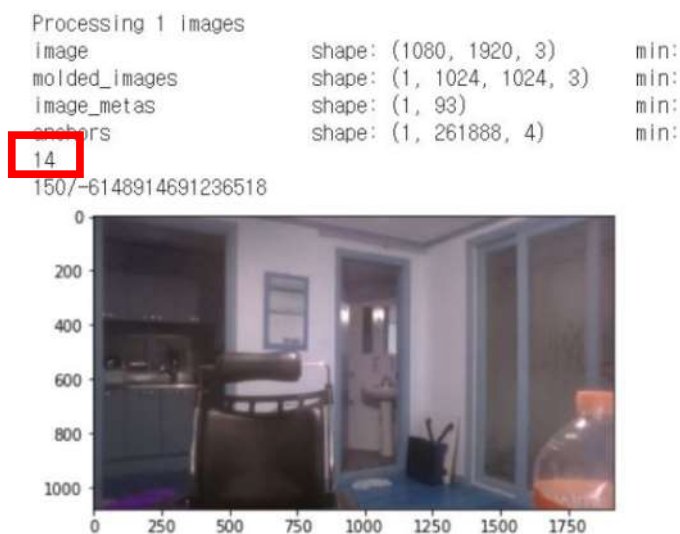 Processing 1 images
image shape: (1080, 1920, 3) min:
molded_images shape: (1, 1024, 1024, 3) min:
image_metas shape: (1, 93) min:
anchors shape: (1, 261888, 4) min:
14
150/-6148914691236518
0
200
400
600
800
1000
0 250 500 750 1000 1250 1500 1750